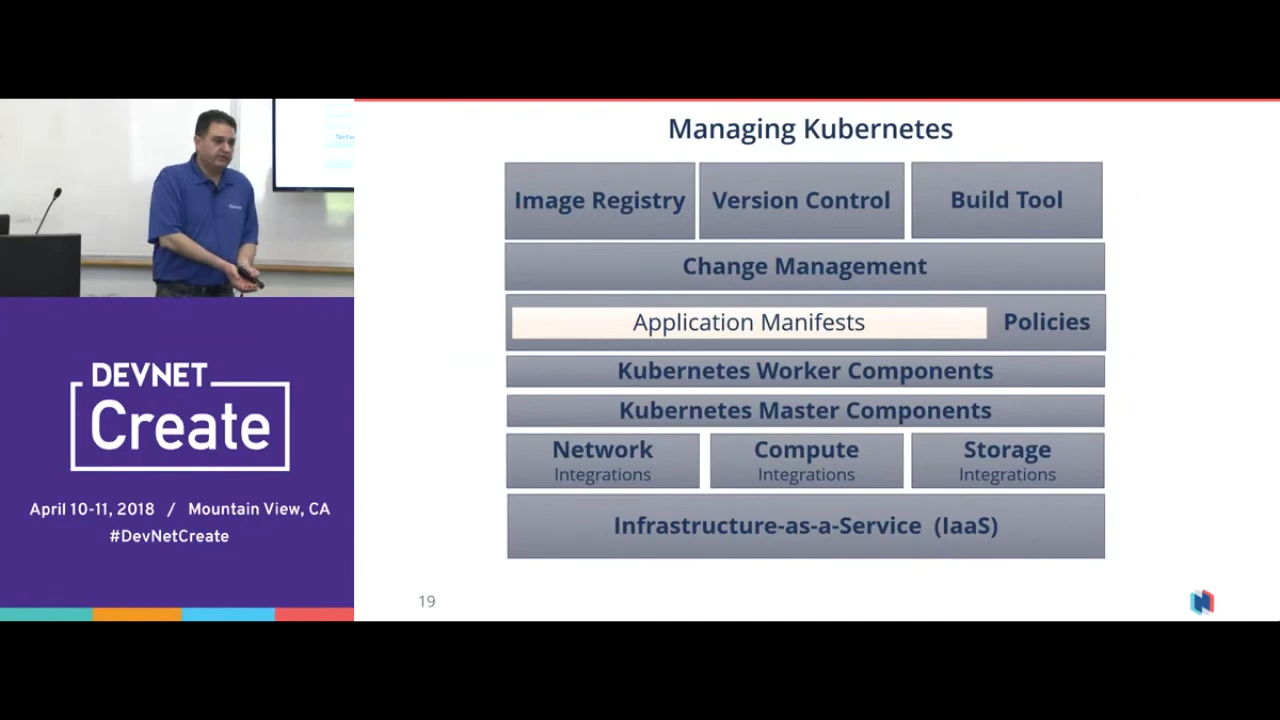 Managing Kubernetes
Image Registry
Version Control
Build Tool
Change Management
Application Manifests
Policies
Kubernetes Worker Components
Kubernetes Master Components
Network
Integrations
Compute
Integrations
Storage
Integrations
Infrastructure-as-a-Service (IaaS)
19
DEVNET
Create
April 10-11, 2018 / Mountain View, CA
#DevNetCreate